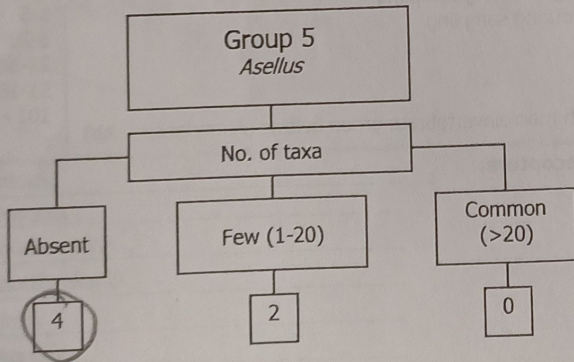 Group 5
Asellus
No. of taxa
Absent
Few (1-20)
Common
(>20)
4
2
0